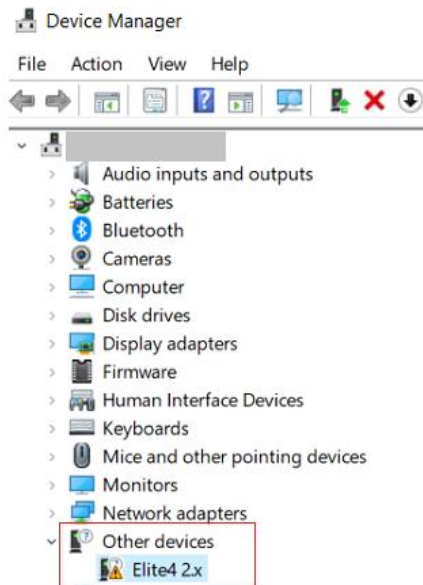 Device Manager
File Action View Help
Audio inputs and outputs
Batteries
Bluetooth
Cameras
Computer
Disk drives
Display adapters
Firmware
Human Interface Devices
Keyboards
Mice and other pointing devices
Monitors
Network adapters
Other devices
Elite4 2.x